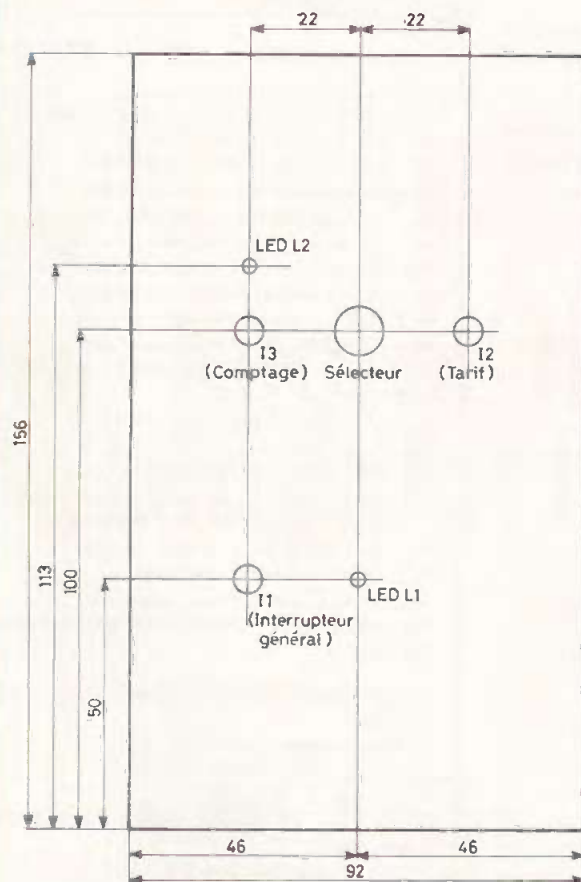 22
22
LED L2
I3
(Comptage)
Sélecteur
I2
(Tarif)
156
113
100
50
I1
(Interrupteur
général)
LED L1
46
46
92